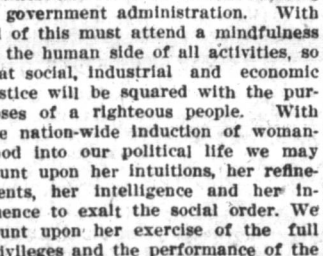 government administration. With
of this must attend a mindfulness
the human side of all activities, so
at social, industrial and economic
stice will be squared with the pur-
ses of a righteous people. With
e nation-wide induction of woman-
od into our political life we may
unt upon her intuitions, her refine-
ents, her intelligence and her in-
uence to exalt the social order. We
unt upon her exercise of the full
ivileges and the performance of the